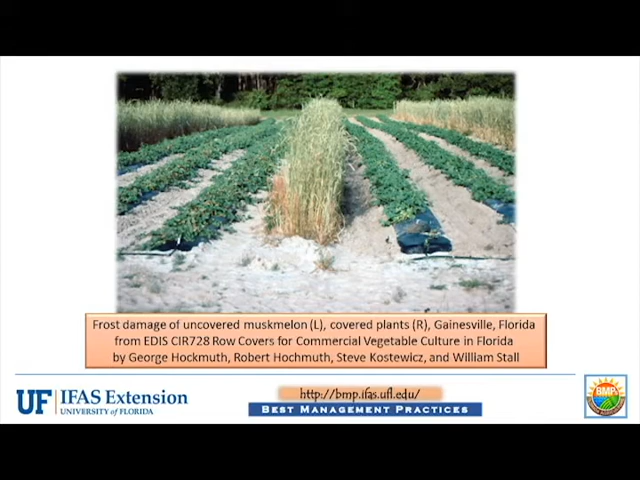 Frost damage of uncovered muskmelon (L), covered plants (R), Gainesville, Florida
from EDIS CIR728 Row Covers for Commercial Vegetable Culture in Florida
by George Hockmuth, Robert Hochmuth, Steve Kostewicz, and William Stall
UF IFAS Extension
UNIVERSITY of FLORIDA
http://bmp.ifas.ufl.edu/
BEST MANAGEMENT PRACTICES
BMP